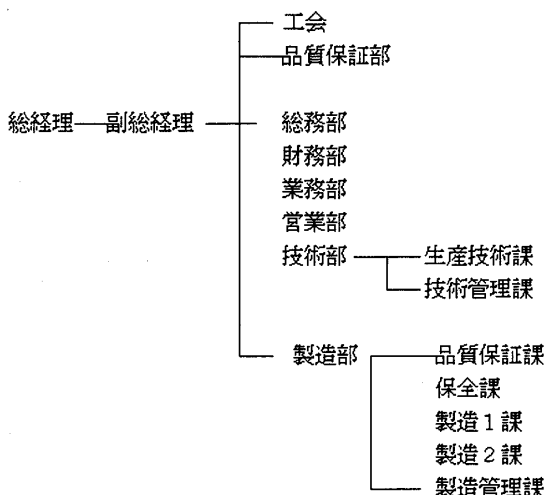 工会
品質保証部
総経理 副総経理 総務部
財務部
業務部
営業部
技術部 生産技術課
技術管理課
製造部 品質保証課
保全課
製造1課
製造2課
製造管理課